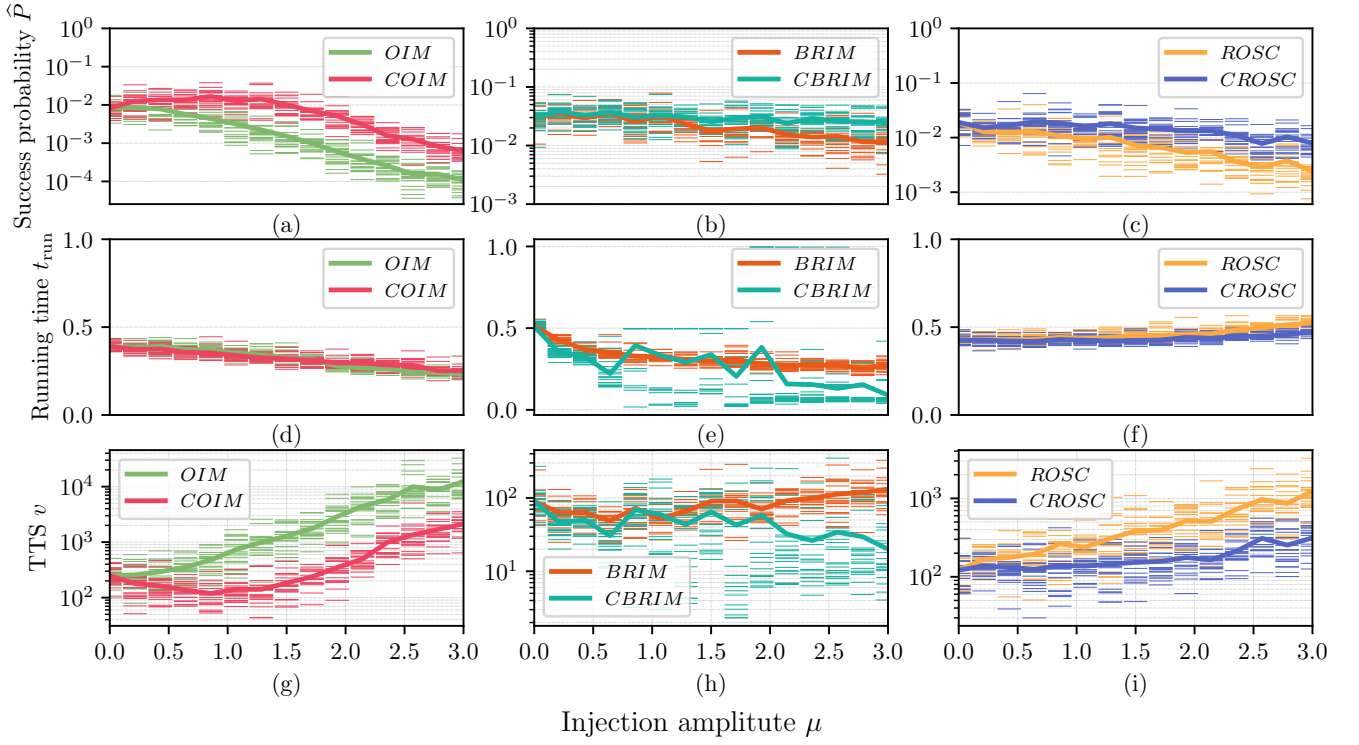 Success probability P̂
10⁰
10⁻¹
10⁻²
10⁻³
10⁻⁴
OIM
COIM
(a)
10⁰
10⁻¹
10⁻²
10⁻³
BRIM
CBRIM
(b)
10⁰
10⁻¹
10⁻²
10⁻³
ROSC
CROSC
(c)
Running time t_run
1.0
0.5
0.0
OIM
COIM
(d)
1.0
0.5
0.0
BRIM
CBRIM
(e)
1.0
0.5
0.0
ROSC
CROSC
(f)
TTS v
10⁴
10³
10²
OIM
COIM
0.0 0.5 1.0 1.5 2.0 2.5 3.0
(g)
10²
10¹
BRIM
CBRIM
0.0 0.5 1.0 1.5 2.0 2.5 3.0
(h)
10³
10²
ROSC
CROSC
0.0 0.5 1.0 1.5 2.0 2.5 3.0
(i)
Injection amplitute μ